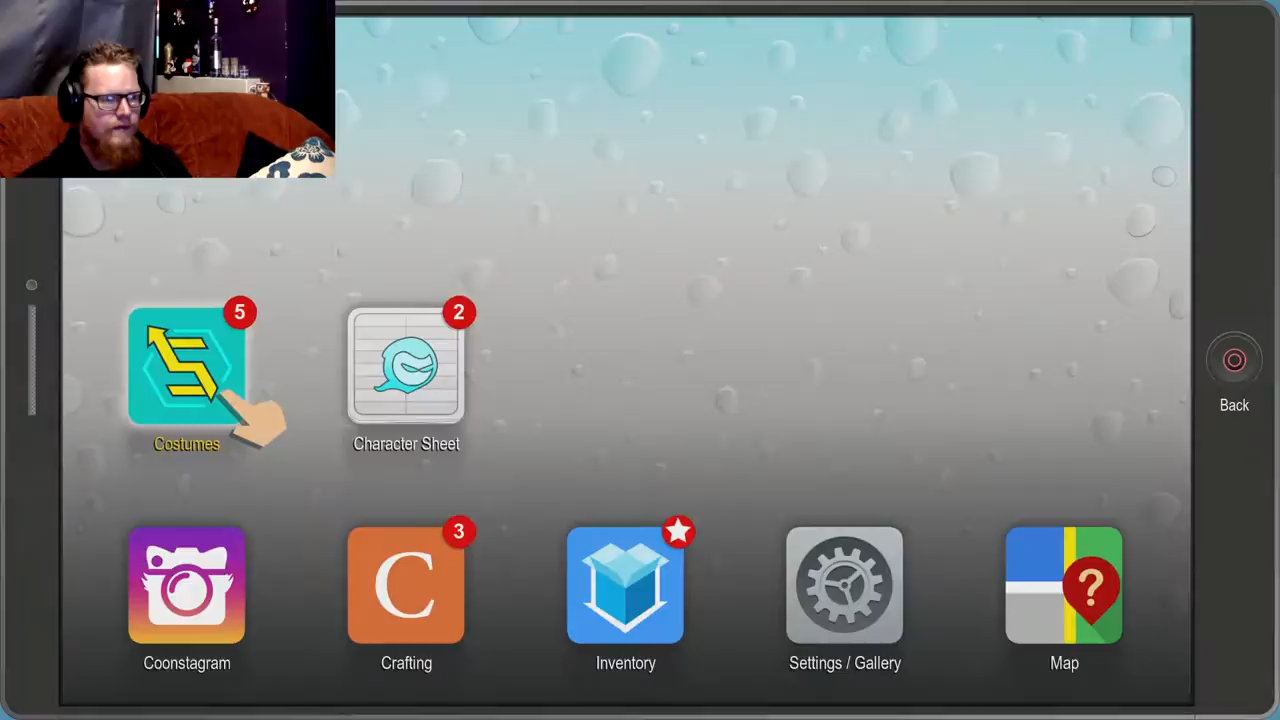 5
2
Costumes
Character Sheet
Back
3
C
?
Coonstagram
Crafting
Inventory
Settings / Gallery
Map